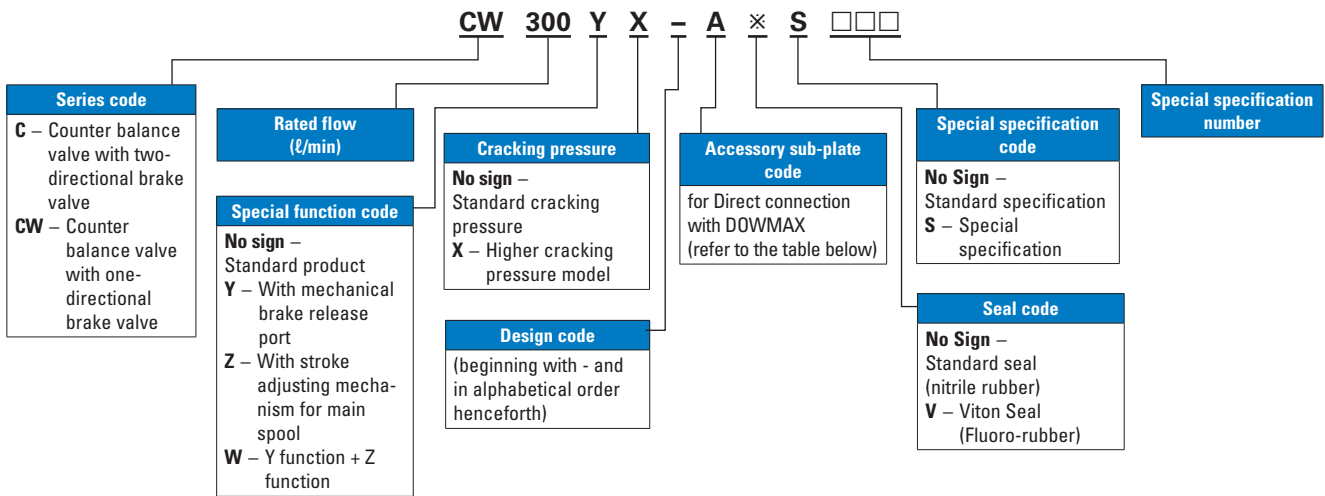 CW 300 Y X – A ※ S □□□
Series code
C – Counter balance
valve with two-
directional brake
valve
CW – Counter
balance valve
with one-
directional
brake valve
Rated flow
(ℓ/min)
Special function code
No sign –
Standard product
Y – With mechanical
brake release
port
Z – With stroke
adjusting mecha-
nism for main
spool
W – Y function + Z
function
Cracking pressure
No sign –
Standard cracking
pressure
X – Higher cracking
pressure model
Design code
(beginning with - and
in alphabetical order
henceforth)
Accessory sub-plate
code
for Direct connection
with DOWMAX
(refer to the table below)
Special specification
code
No Sign –
Standard specification
S – Special
specification
Seal code
No Sign –
Standard seal
(nitrile rubber)
V – Viton Seal
(Fluoro-rubber)
Special specification
number